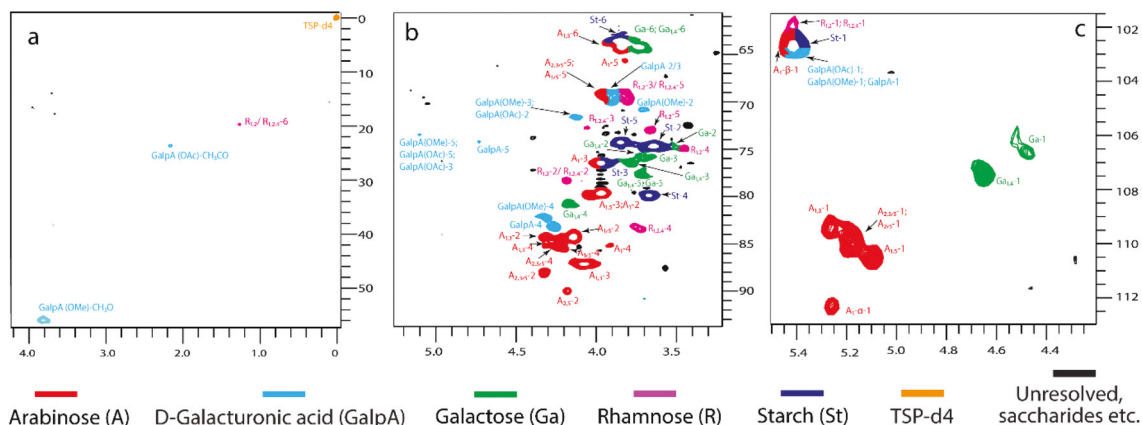 a
TSP-d4
R₁,₂/ R₁,₂,₄-6
GalpA (OAc)-CH₃CO
GalpA (OMe)-CH₃O
0
10
20
30
40
50
4.0
3.0
2.0
1.0
0
b
St-6
Ga-6; Ga₁,₄-6
A₁,₅-6
A₁-5
A₂,₃,₅-5;
A₁,₅-5
GalpA-2/3
R₁,₂-3/ R₁,₂,₄-5
GalpA(OMe)-3;
GalpA(OAc)-2
GalpA(OMe)-2
R₁,₂,₄-3
R₁,₂-5
St-5
St-2
Ga-2
GalpA(OMe)-5;
GalpA(OAc)-5;
GalpA(OAc)-3
GalpA-5
Ga₁,₄-2
Ga-3
R₁,₂-4
A₁-3
St-3
Ga₁,₄-3
R₁,₂-2/ R₁,₂,₄-2
Ga₁,₄-5;Ga-5
A₁,₅-3;A₁-2
St-4
Ga₁,₄-4
GalpA(OMe)-4
GalpA-4
A₁,₅-2
R₁,₂,₄-4
A₁,₅-4
A₂,₃,₅-4
A₁-4
A₂,₃,₅-2
A₁,₃-3
A₂,₅-2
65
70
75
80
85
90
5.0
4.5
4.0
3.5
c
R₁,₂-1; R₁,₂,₄-1
St-1
A₁-β-1
GalpA(OAc)-1;
GalpA(OMe)-1; GalpA-1
Ga-1
Ga₁,₄-1
A₁,₃-1
A₂,₃,₅-1;
A₂,₅-1
A₁,₅-1
A₁-α-1
102
104
106
108
110
112
5.4
5.2
5.0
4.8
4.6
4.4
Arabinose (A)
D-Galacturonic acid (GalpA)
Galactose (Ga)
Rhamnose (R)
Starch (St)
TSP-d4
Unresolved,
saccharides etc.